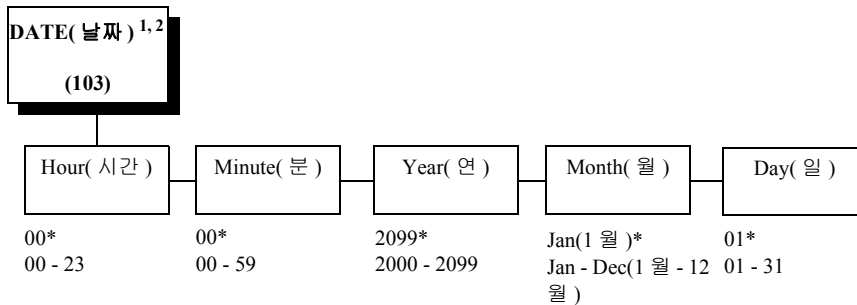 DATE( 날짜 ) 1, 2
(103)
Hour( 시간 )
Minute( 분 )
Year( 연 )
Month( 월 )
Day( 일 )
00*
00 - 23
00*
00 - 59
2099*
2000 - 2099
Jan(1 월 )*
Jan - Dec(1 월 - 12
월 )
01*
01 - 31